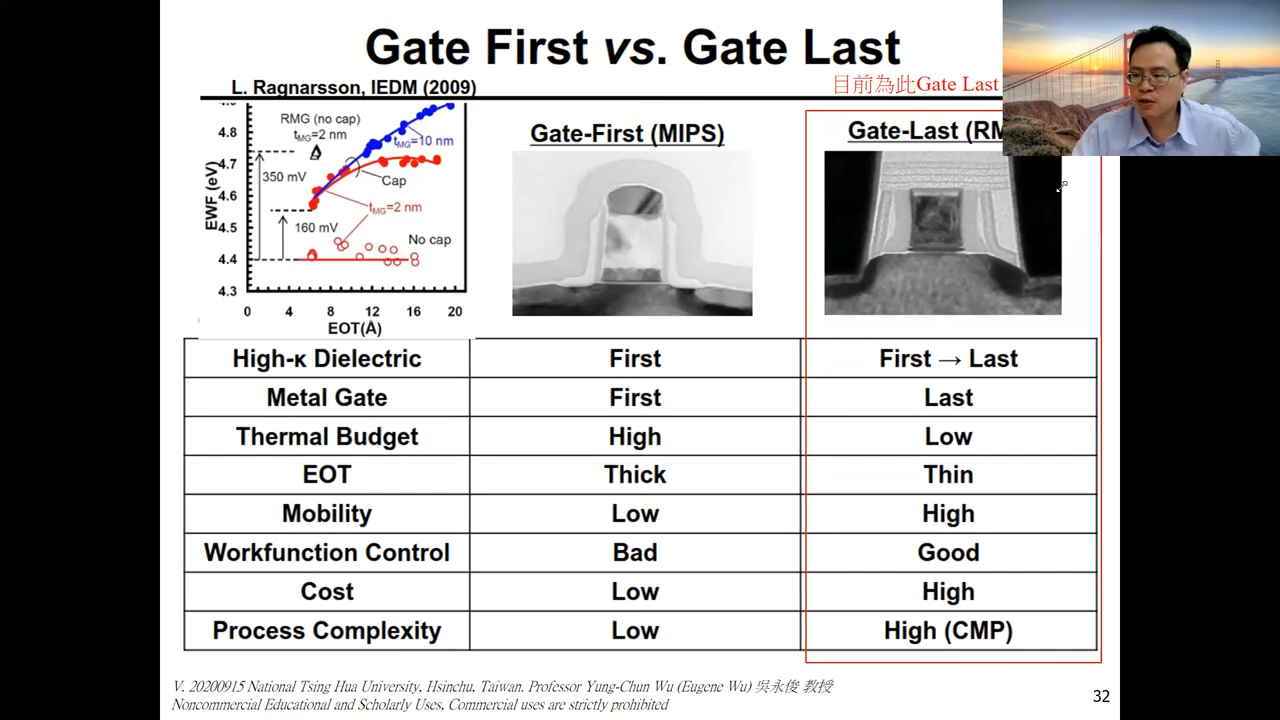 Gate First vs. Gate Last
L. Ragnarsson, IEDM (2009)
目前為此Gate Last
RMG (no cap)
tMG=2 nm
tMG=10 nm
350 mV
Cap
tMG=2 nm
160 mV
No cap
4.8
4.7
4.6
4.5
4.4
4.3
EWF (eV)
0 4 8 12 16 20
EOT(Å)
Gate-First (MIPS)
Gate-Last (RM
High-κ Dielectric First First → Last
Metal Gate First Last
Thermal Budget High Low
EOT Thick Thin
Mobility Low High
Workfunction Control Bad Good
Cost Low High
Process Complexity Low High (CMP)
V. 20200915 National Tsing Hua University, Hsinchu, Taiwan. Professor Yung-Chun Wu (Eugene Wu) 吳永俊 教授
Noncommercial Educational and Scholarly Uses, Commercial uses are strictly prohibited
32